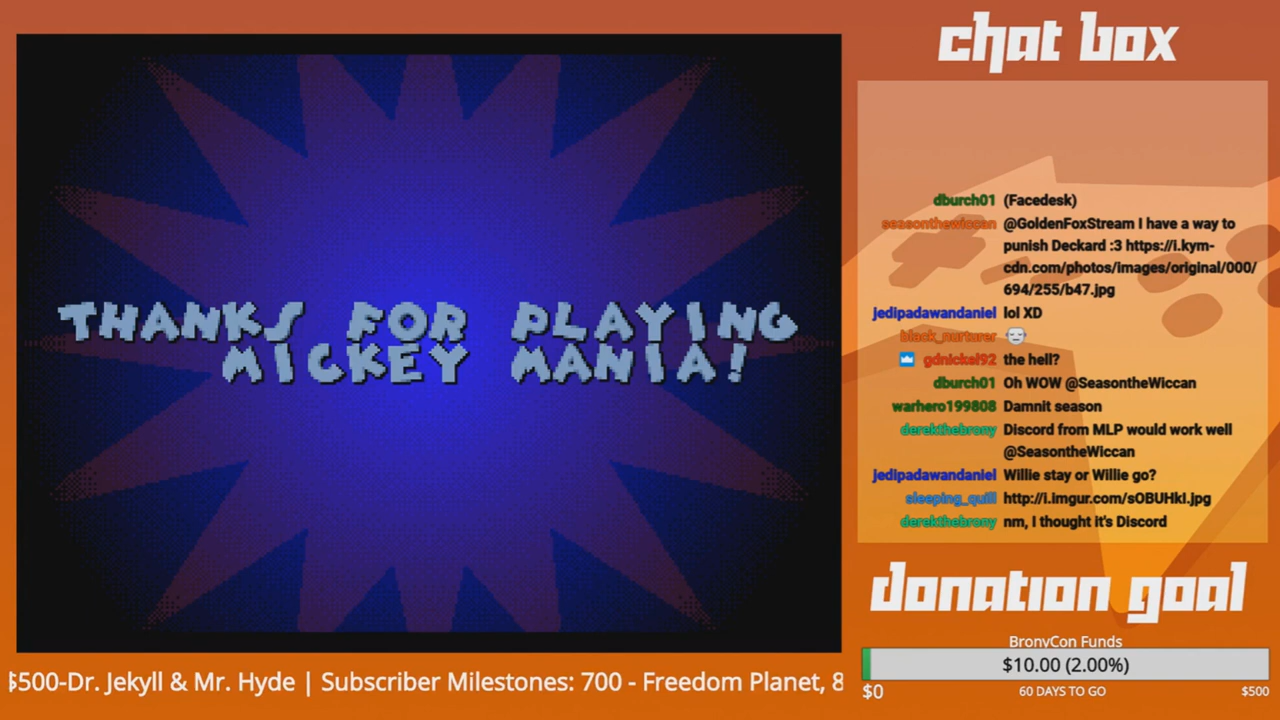 chat box
THANKS FOR PLAYING
MICKEY MANIA!
dburch01 (Facedesk)
seasonthewiccan @GoldenFoxStream I have a way to
punish Deckard :3 https://i.kym-
cdn.com/photos/images/original/000/
694/255/b47.jpg
jedipadawandaniel lol XD
black_nurturer
gdnickel92 the hell?
dburch01 Oh WOW @SeasontheWiccan
warhero199808 Damnit season
derekthebrony Discord from MLP would work well
@SeasontheWiccan
jedipadawandaniel Willie stay or Willie go?
sleeping_quill http://i.imgur.com/sOBUHkI.jpg
derekthebrony nm, I thought it's Discord
donation goal
BronyCon Funds
$10.00 (2.00%)
$0 60 DAYS TO GO $500
$500-Dr. Jekyll & Mr. Hyde | Subscriber Milestones: 700 - Freedom Planet, 8